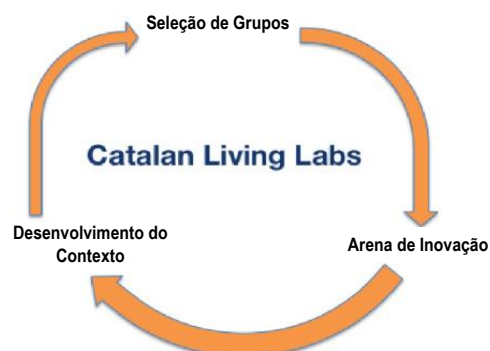 Seleção de Grupos
Catalan Living Labs
Desenvolvimento do
Contexto
Arena de Inovação